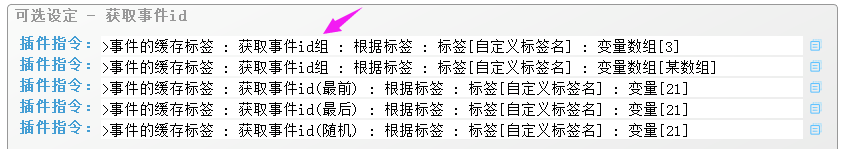 可选设定 - 获取事件id
插件指令: >事件的缓存标签 : 获取事件id组 : 根据标签 : 标签[自定义标签名] : 变量数组[3]
插件指令: >事件的缓存标签 : 获取事件id组 : 根据标签 : 标签[自定义标签名] : 变量数组[某数组]
插件指令: >事件的缓存标签 : 获取事件id(最前) : 根据标签 : 标签[自定义标签名] : 变量[21]
插件指令: >事件的缓存标签 : 获取事件id(最后) : 根据标签 : 标签[自定义标签名] : 变量[21]
插件指令: >事件的缓存标签 : 获取事件id(随机) : 根据标签 : 标签[自定义标签名] : 变量[21]